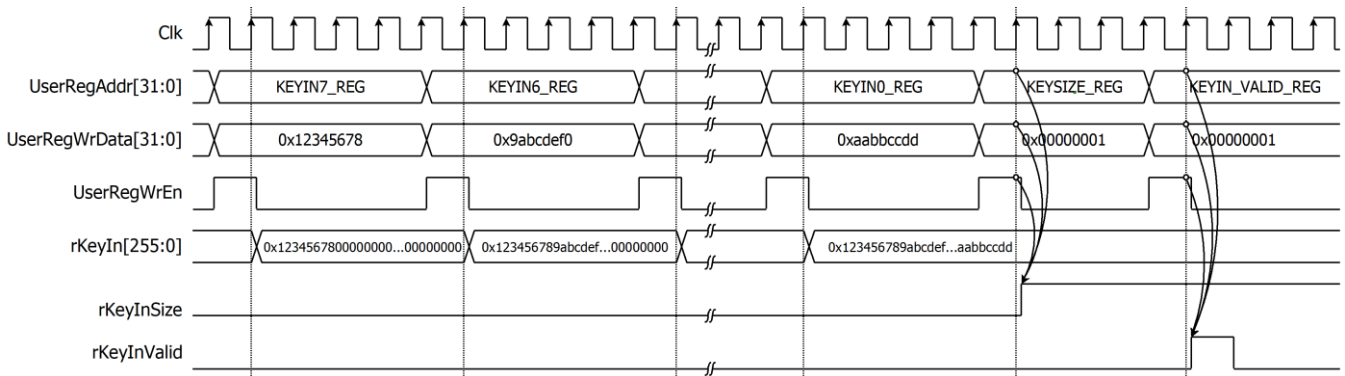 Clk
UserRegAddr[31:0] KEYIN7_REG KEYIN6_REG KEYIN0_REG KEYSIZE_REG KEYIN_VALID_REG
UserRegWrData[31:0] 0x12345678 0x9abcdef0 0xaabbccdd 0x00000001 0x00000001
UserRegWrEn
rKeyIn[255:0] 0x1234567800000000...00000000 0x123456789abcdef...00000000 0x123456789abcdef...aabbccdd
rKeyInSize
rKeyInValid